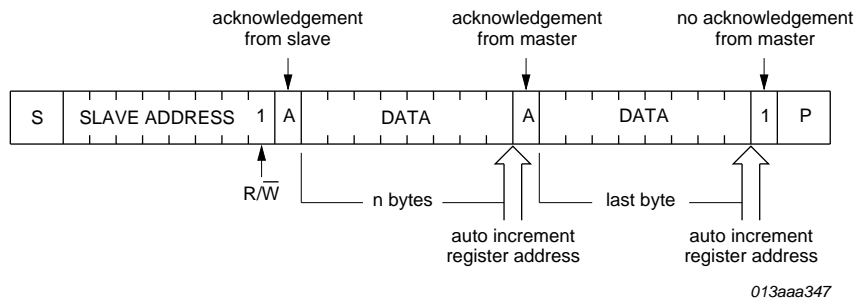 acknowledgement
from slave
acknowledgement
from master
no acknowledgement
from master
S SLAVE ADDRESS 1 A DATA A DATA 1 P
R/W̅
n bytes
last byte
auto increment
register address
auto increment
register address
013aaa347